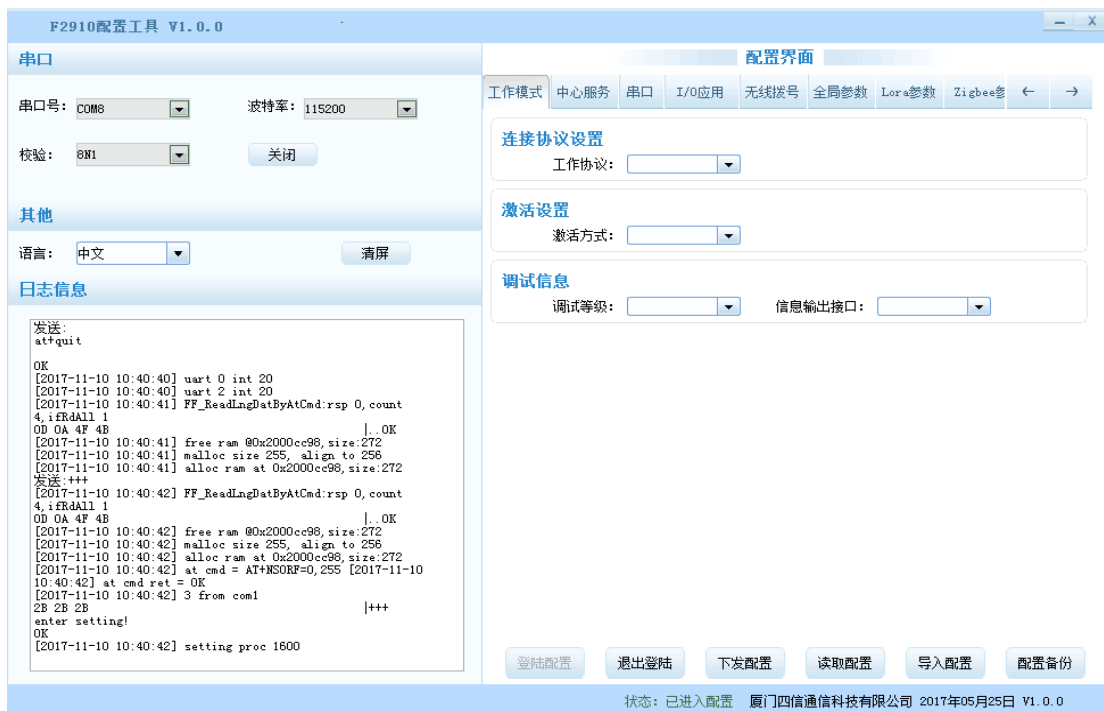 F2910配置工具 V1.0.0
串口
串口号: COM8 波特率: 115200
校验: 8N1 关闭
其他
语言: 中文 清屏
日志信息
发送:
at+quit
OK
[2017-11-10 10:40:40] uart 0 int 20
[2017-11-10 10:40:40] uart 2 int 20
[2017-11-10 10:40:41] FF_ReadLngDatByAtCmd:rsp 0,count
4,ifRdAll 1
0D 0A 4F 4B |..OK
[2017-11-10 10:40:41] free ram @0x2000cc98,size:272
[2017-11-10 10:40:41] malloc size 255, align to 256
[2017-11-10 10:40:41] alloc ram at 0x2000cc98,size:272
发送:+++
[2017-11-10 10:40:42] FF_ReadLngDatByAtCmd:rsp 0,count
4,ifRdAll 1
0D 0A 4F 4B |..OK
[2017-11-10 10:40:42] free ram @0x2000cc98,size:272
[2017-11-10 10:40:42] malloc size 255, align to 256
[2017-11-10 10:40:42] alloc ram at 0x2000cc98,size:272
[2017-11-10 10:40:42] at cmd = AT+NSORF=0,255 [2017-11-10
10:40:42] at cmd ret = OK
[2017-11-10 10:40:42] 3 from com1
2B 2B 2B |+++
enter setting!
OK
[2017-11-10 10:40:42] setting proc 1600
配置界面
工作模式 中心服务 串口 I/O应用 无线拨号 全局参数 Lora参数 Zigbee参 ← →
连接协议设置
工作协议:
激活设置
激活方式:
调试信息
调试等级: 信息输出接口:
登陆配置 退出登陆 下发配置 读取配置 导入配置 配置备份
状态: 已进入配置 厦门四信通信科技有限公司 2017年05月25日 V1.0.0